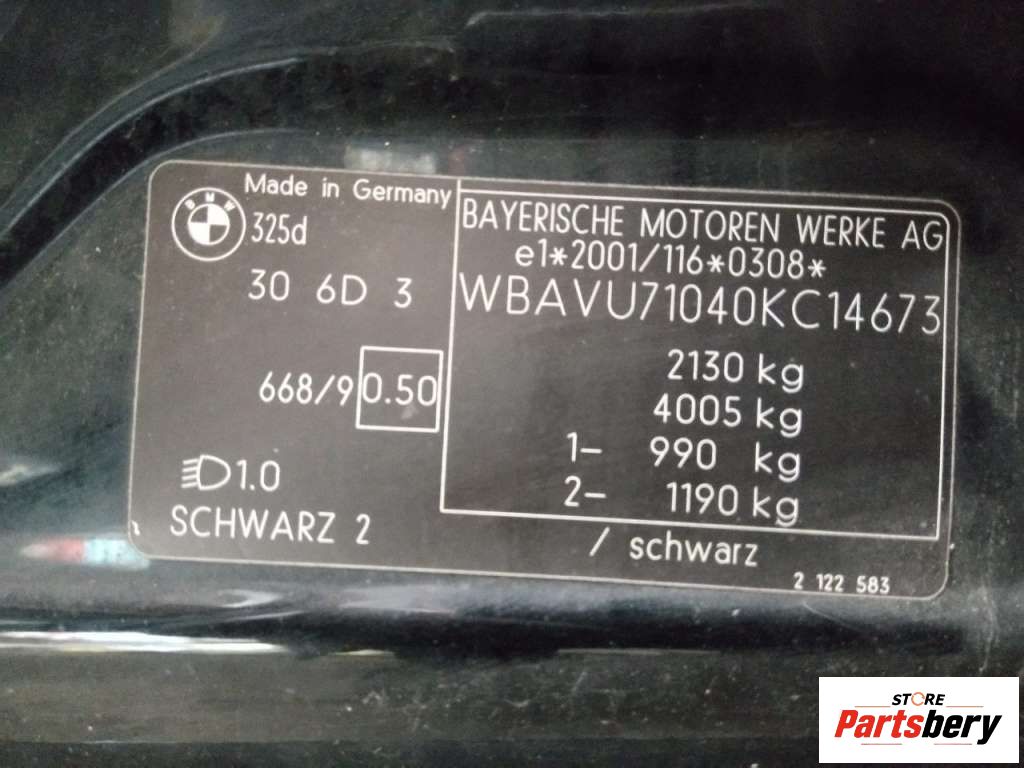 Made in Germany
BMW
325d
30 6D 3
668/9 0.50
1.0
SCHWARZ 2
BAYERISCHE MOTOREN WERKE AG
e1*2001/116*0308*
WBAVU71040KC14673
2130 kg
4005 kg
1- 990 kg
2- 1190 kg
/ schwarz
2 122 583
STORE
Partsbery